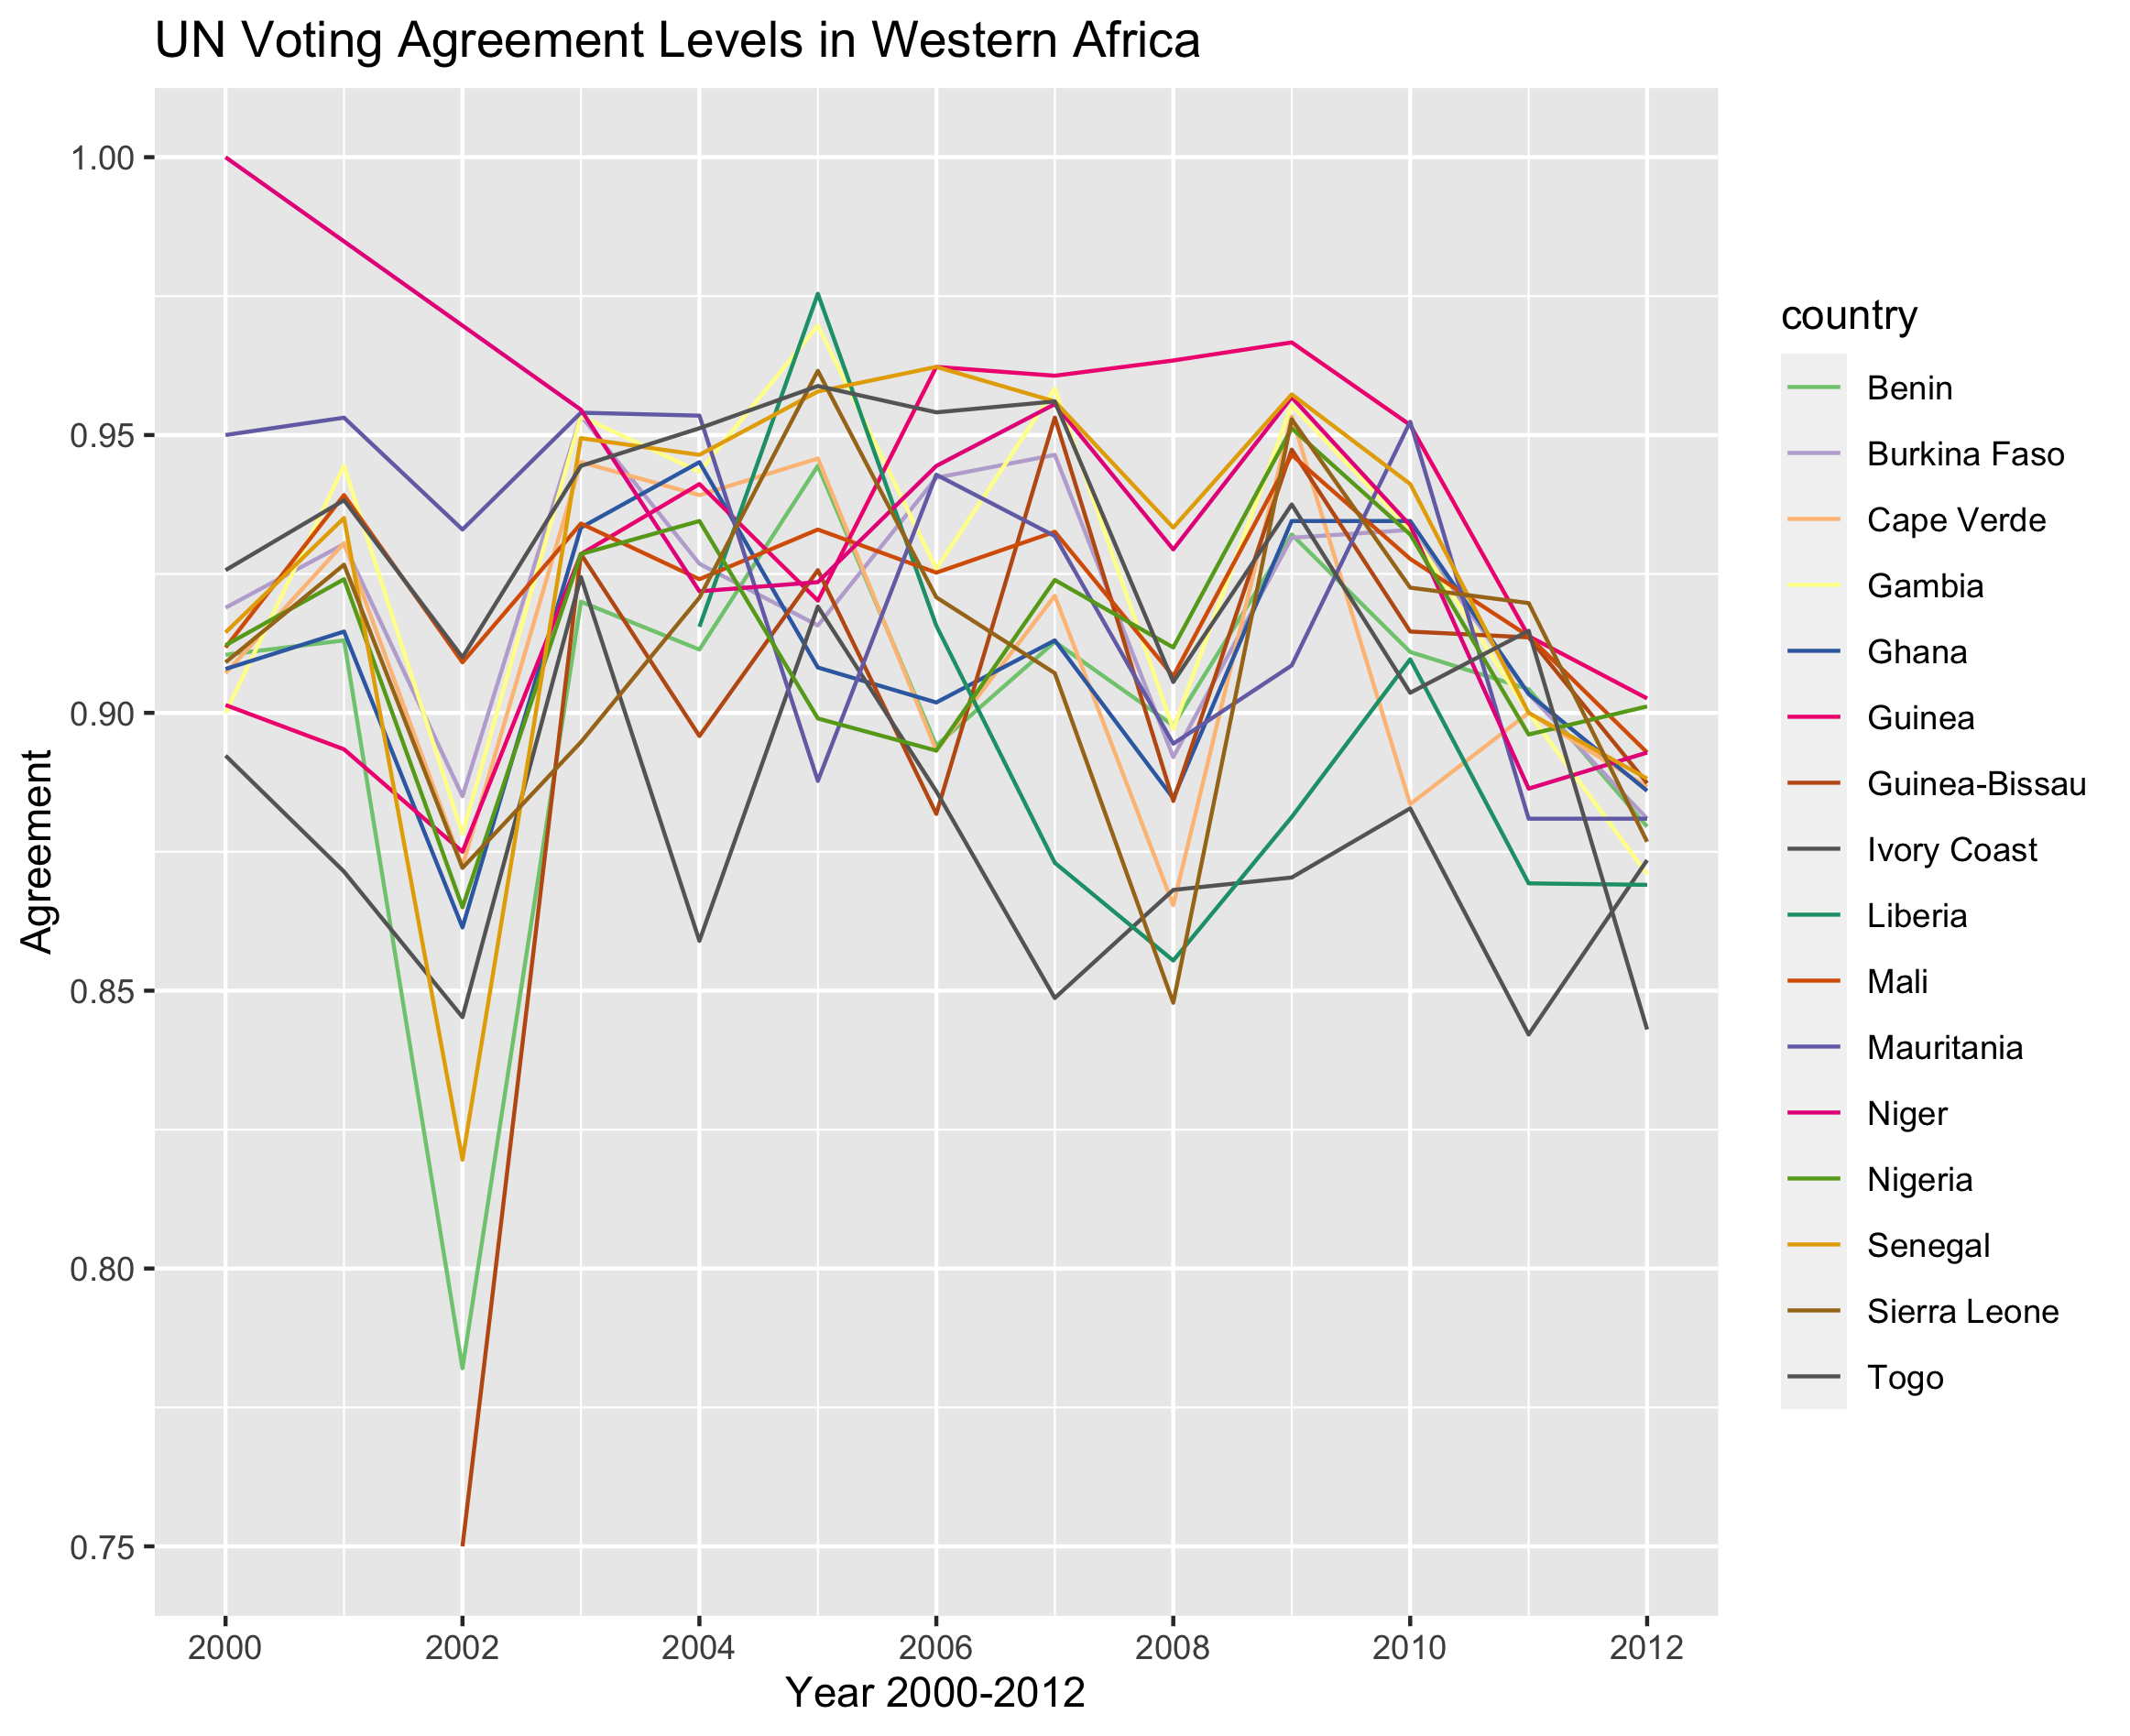 UN Voting Agreement Levels in Western Africa
1.00
0.95
0.90
0.85
0.80
0.75
Agreement
2000 2002 2004 2006 2008 2010 2012
Year 2000-2012
country
Benin
Burkina Faso
Cape Verde
Gambia
Ghana
Guinea
Guinea-Bissau
Ivory Coast
Liberia
Mali
Mauritania
Niger
Nigeria
Senegal
Sierra Leone
Togo